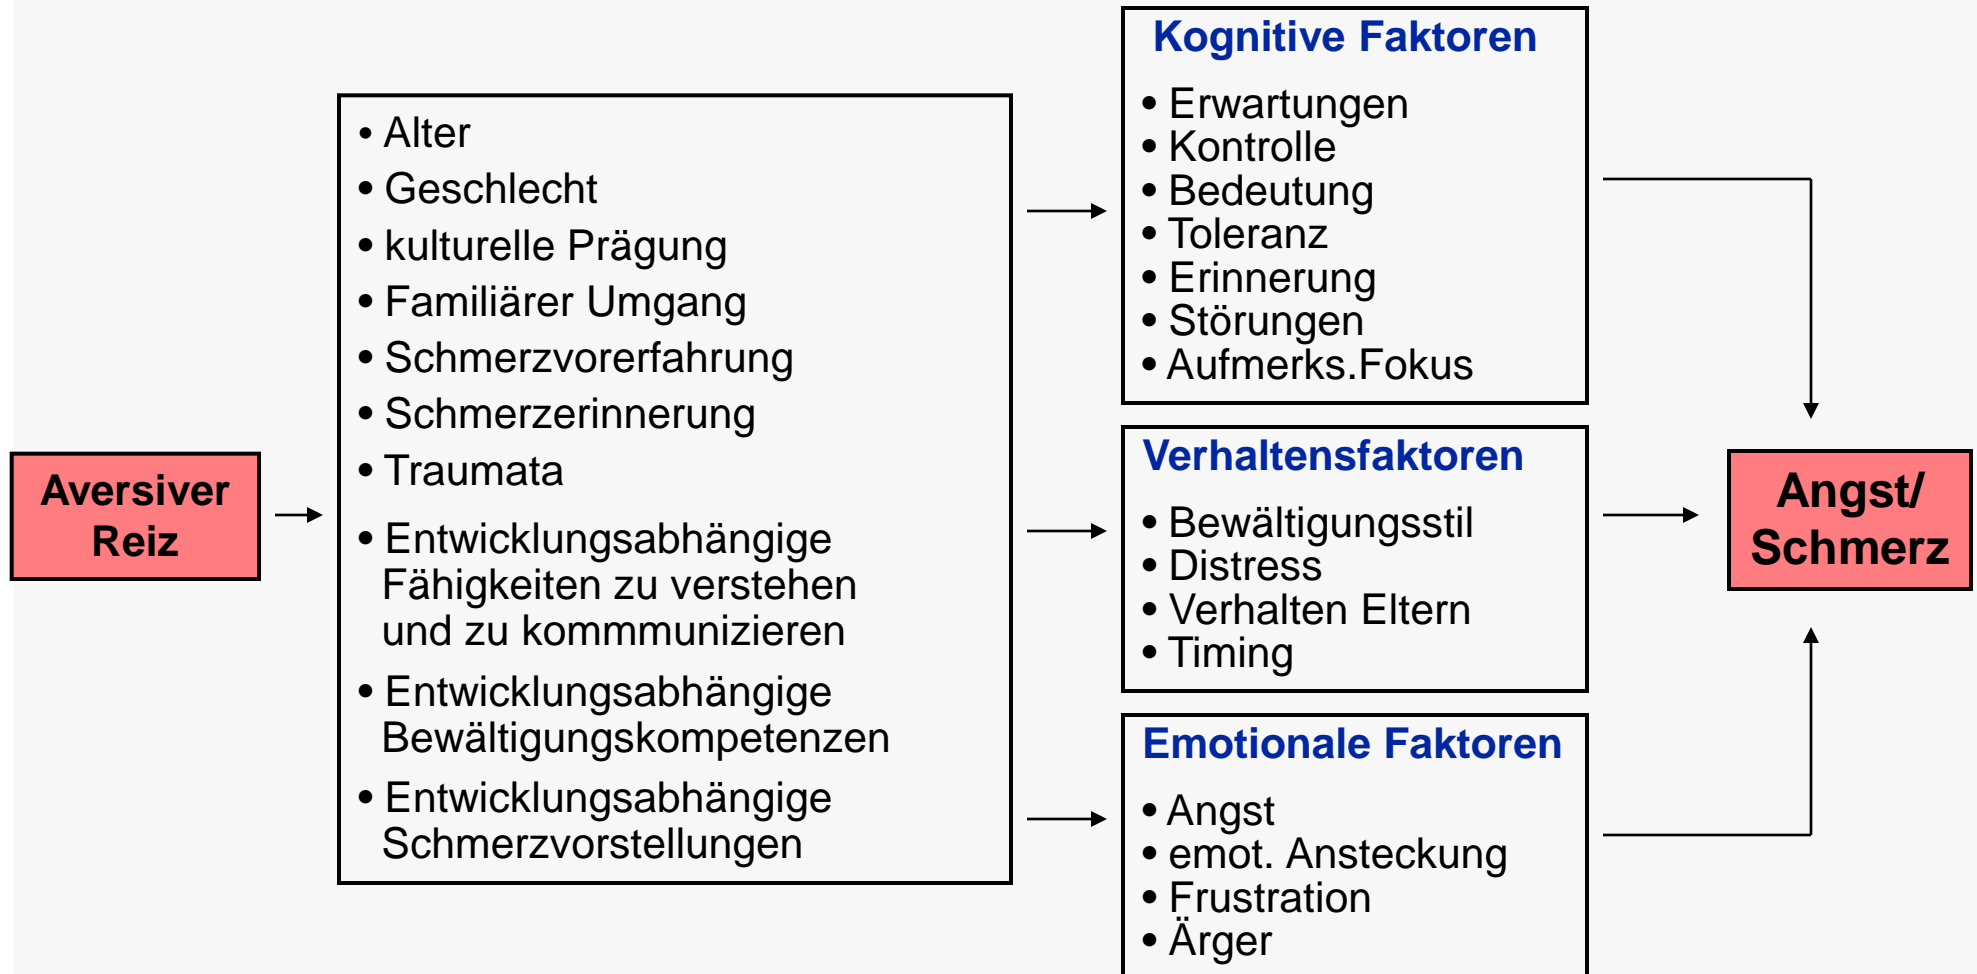 Aversiver
Reiz
• Alter
• Geschlecht
• kulturelle Prägung
• Familiärer Umgang
• Schmerzvorerfahrung
• Schmerzerinnerung
• Traumata
• Entwicklungsabhängige
Fähigkeiten zu verstehen
und zu kommmunizieren
• Entwicklungsabhängige
Bewältigungskompetenzen
• Entwicklungsabhängige
Schmerzvorstellungen
Kognitive Faktoren
• Erwartungen
• Kontrolle
• Bedeutung
• Toleranz
• Erinnerung
• Störungen
• Aufmerks.Fokus
Verhaltensfaktoren
• Bewältigungsstil
• Distress
• Verhalten Eltern
• Timing
Emotionale Faktoren
• Angst
• emot. Ansteckung
• Frustration
• Ärger
Angst/
Schmerz